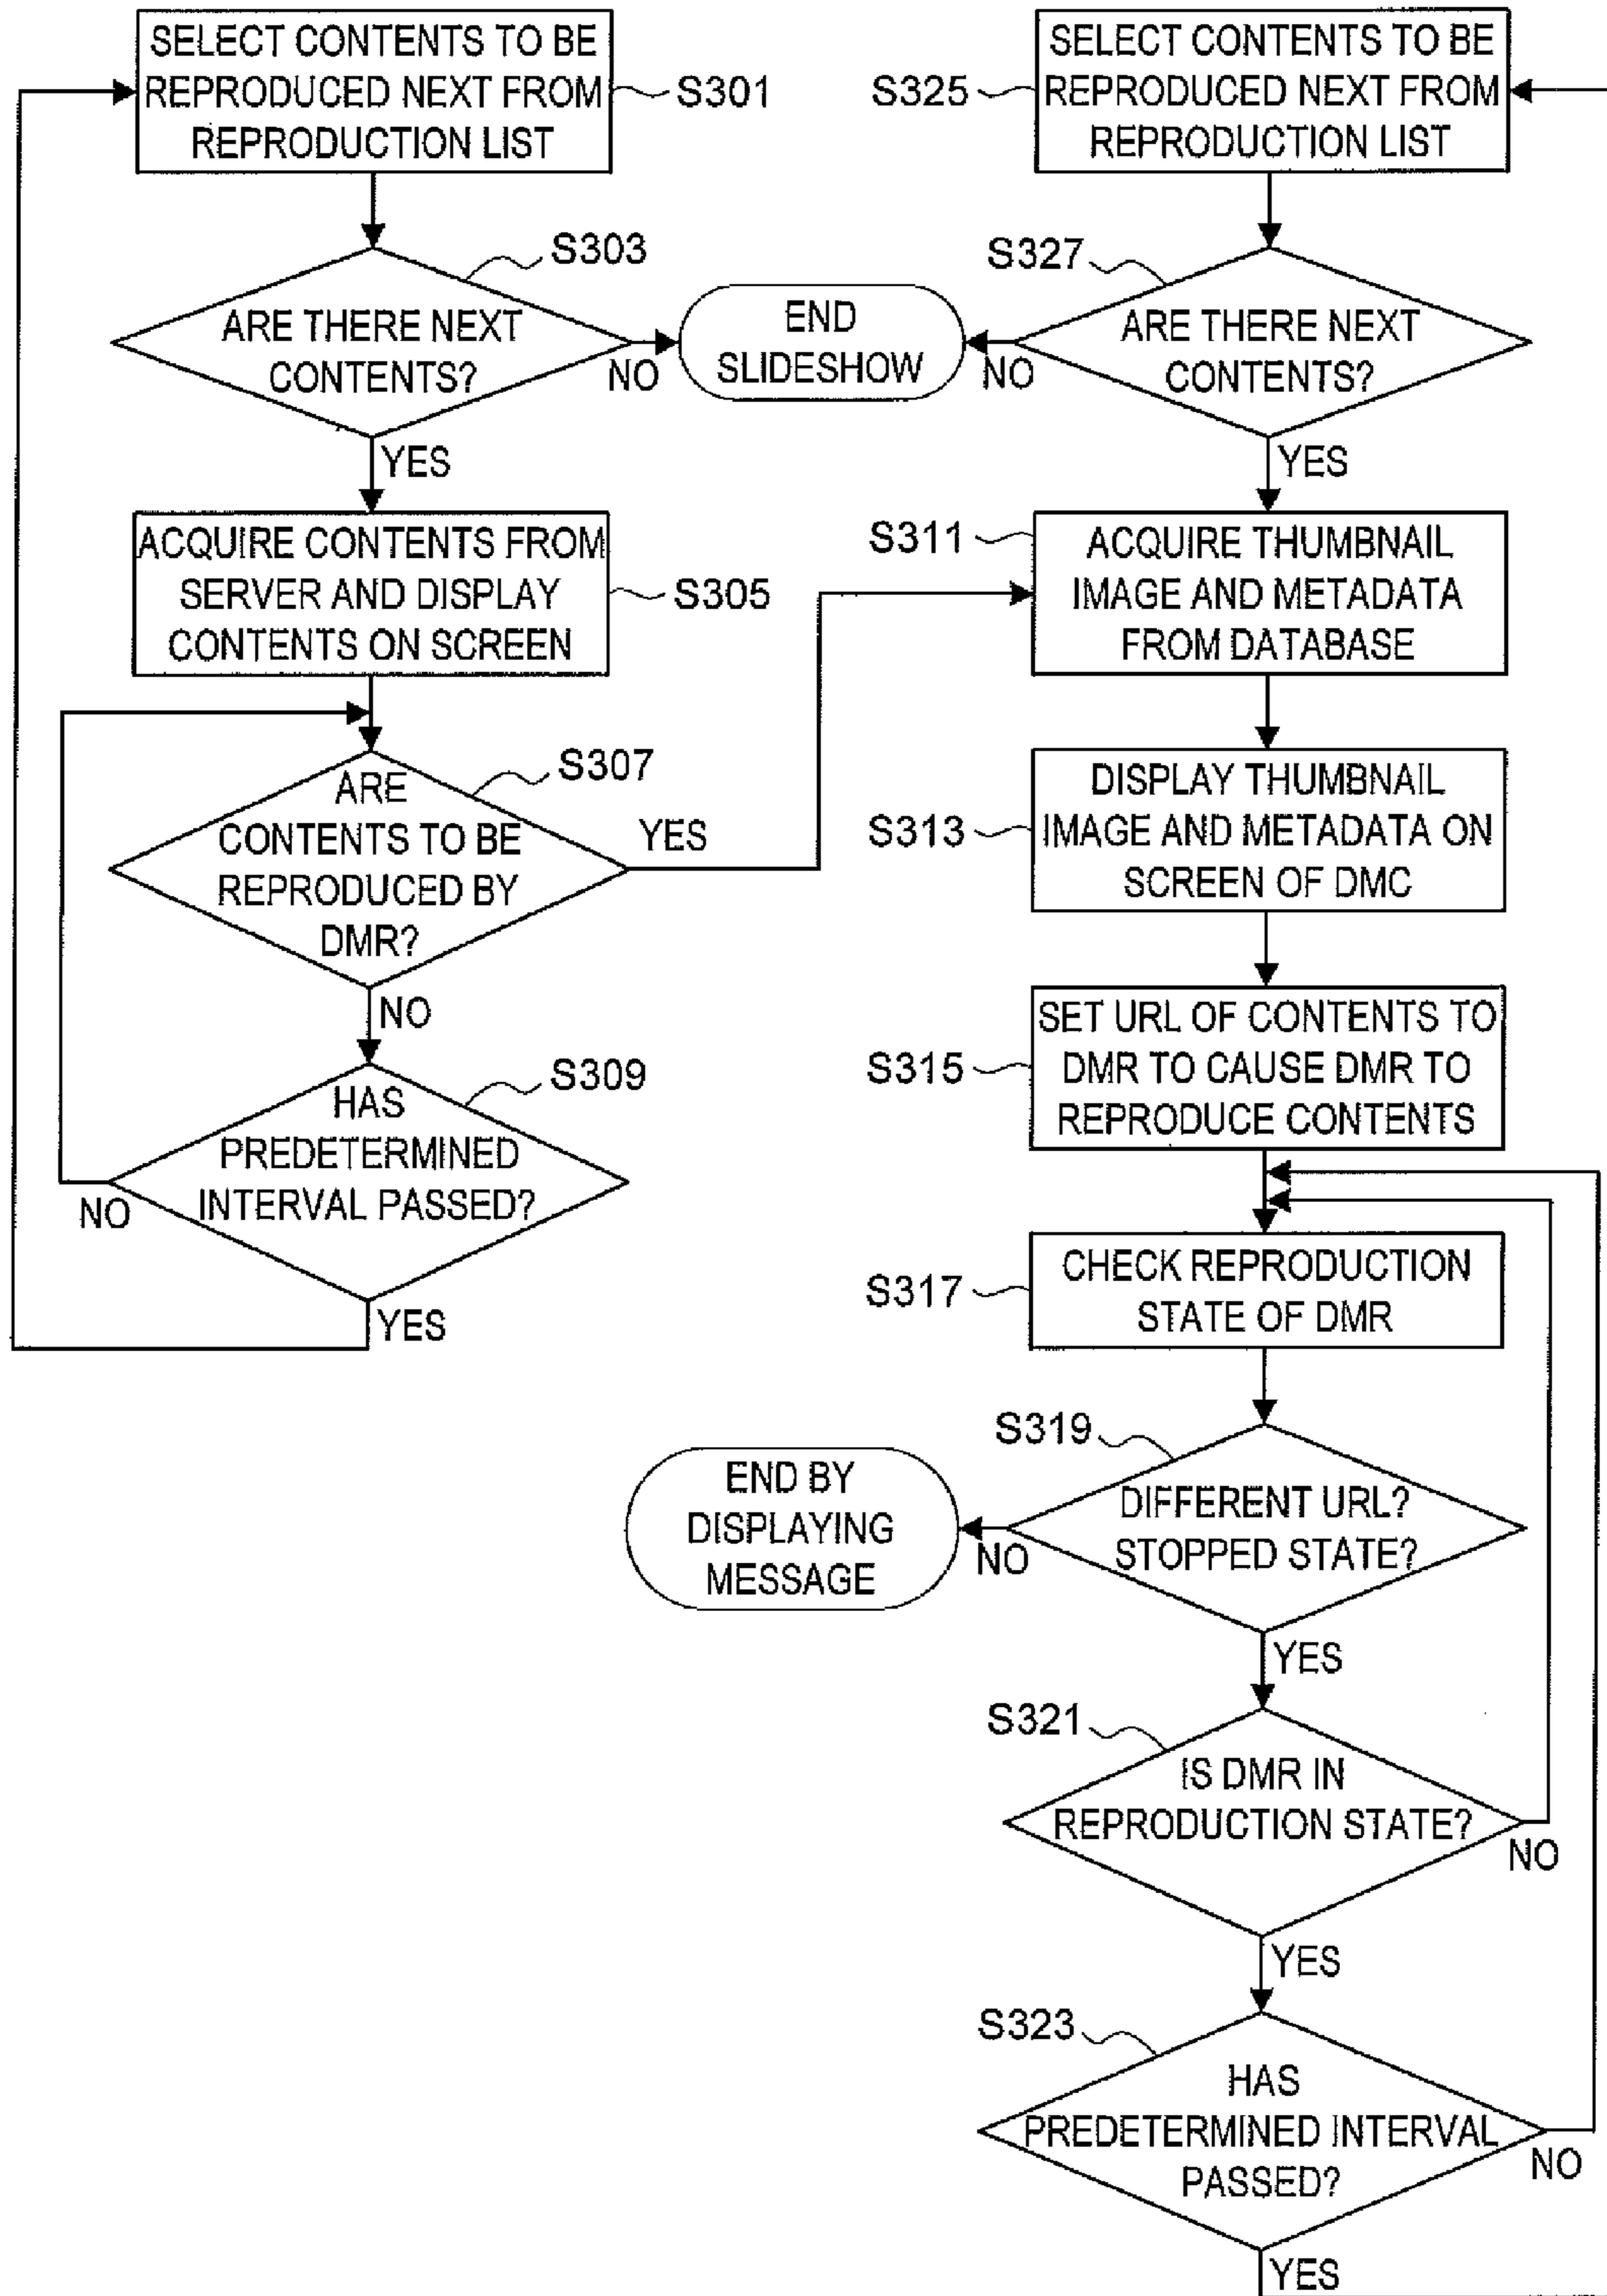 SELECT CONTENTS TO BE
REPRODUCED NEXT FROM
REPRODUCTION LIST
S301
S303
ARE THERE NEXT
CONTENTS?
NO
YES
END
SLIDESHOW
ACQUIRE CONTENTS FROM
SERVER AND DISPLAY
CONTENTS ON SCREEN
S305
S307
ARE
CONTENTS TO BE
REPRODUCED BY
DMR?
YES
NO
S309
HAS
PREDETERMINED
INTERVAL PASSED?
NO
YES
SELECT CONTENTS TO BE
REPRODUCED NEXT FROM
REPRODUCTION LIST
S325
S327
ARE THERE NEXT
CONTENTS?
NO
YES
S311
ACQUIRE THUMBNAIL
IMAGE AND METADATA
FROM DATABASE
S313
DISPLAY THUMBNAIL
IMAGE AND METADATA ON
SCREEN OF DMC
S315
SET URL OF CONTENTS TO
DMR TO CAUSE DMR TO
REPRODUCE CONTENTS
S317
CHECK REPRODUCTION
STATE OF DMR
S319
DIFFERENT URL?
STOPPED STATE?
NO
YES
END BY
DISPLAYING
MESSAGE
S321
IS DMR IN
REPRODUCTION STATE?
NO
YES
S323
HAS
PREDETERMINED INTERVAL
PASSED?
NO
YES